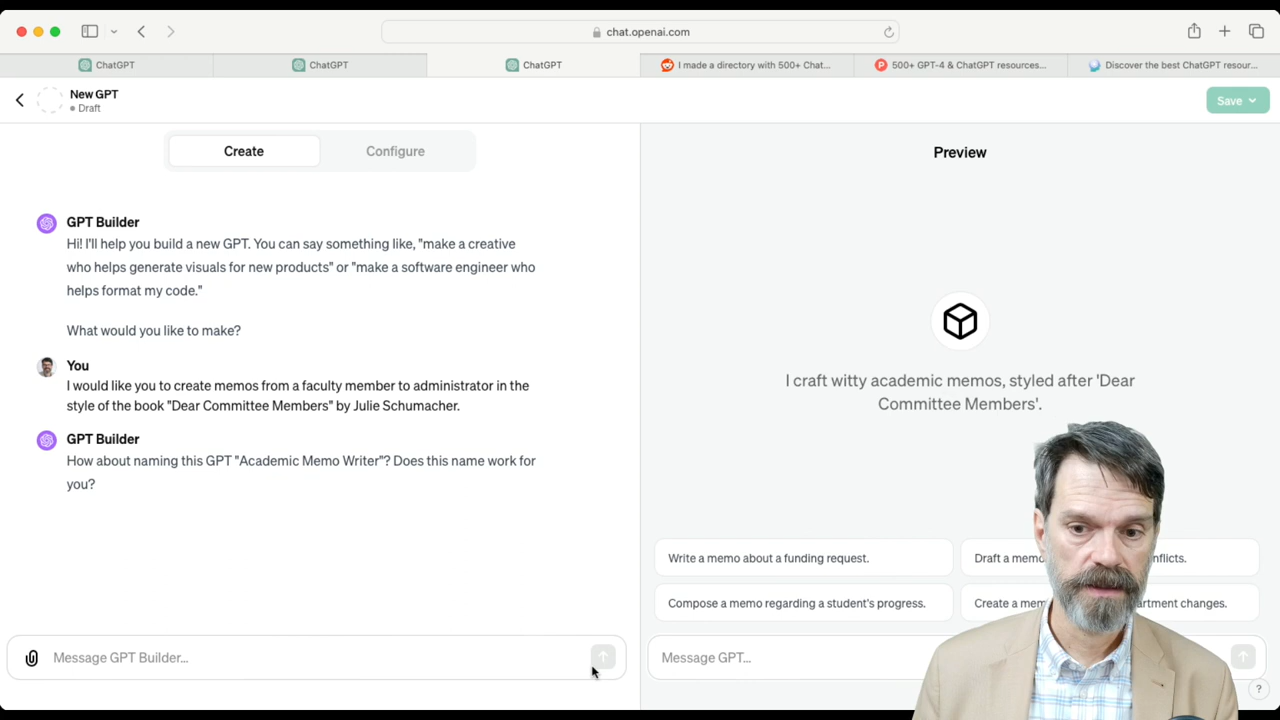 chat.openai.com
ChatGPT
ChatGPT
ChatGPT
I made a directory with 500+ Chat...
500+ GPT-4 & ChatGPT resources...
Discover the best ChatGPT resour...
New GPT
Draft
Save
Create
Configure
Preview
GPT Builder
Hi! I'll help you build a new GPT. You can say something like, "make a creative
who helps generate visuals for new products" or "make a software engineer who
helps format my code."
What would you like to make?
You
I would like you to create memos from a faculty member to administrator in the
style of the book "Dear Committee Members" by Julie Schumacher.
GPT Builder
How about naming this GPT "Academic Memo Writer"? Does this name work for
you?
I craft witty academic memos, styled after 'Dear
Committee Members'.
Write a memo about a funding request.
Draft a memo nflicts.
Compose a memo regarding a student's progress.
Create a mem artment changes.
Message GPT Builder...
Message GPT...
?